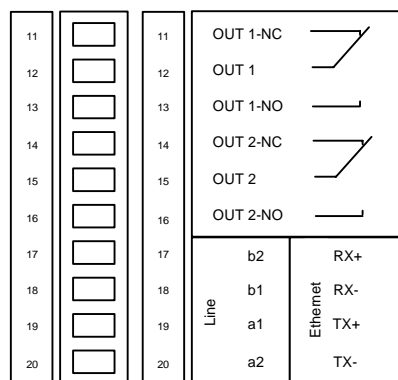 11 11 OUT 1-NC
12 12 OUT 1
13 13 OUT 1-NO
14 14 OUT 2-NC
15 15 OUT 2
16 16 OUT 2-NO
17 17 b2 RX+
18 18 b1 RX-
19 19 a1 TX+
20 20 a2 TX-
Line
Ethernet